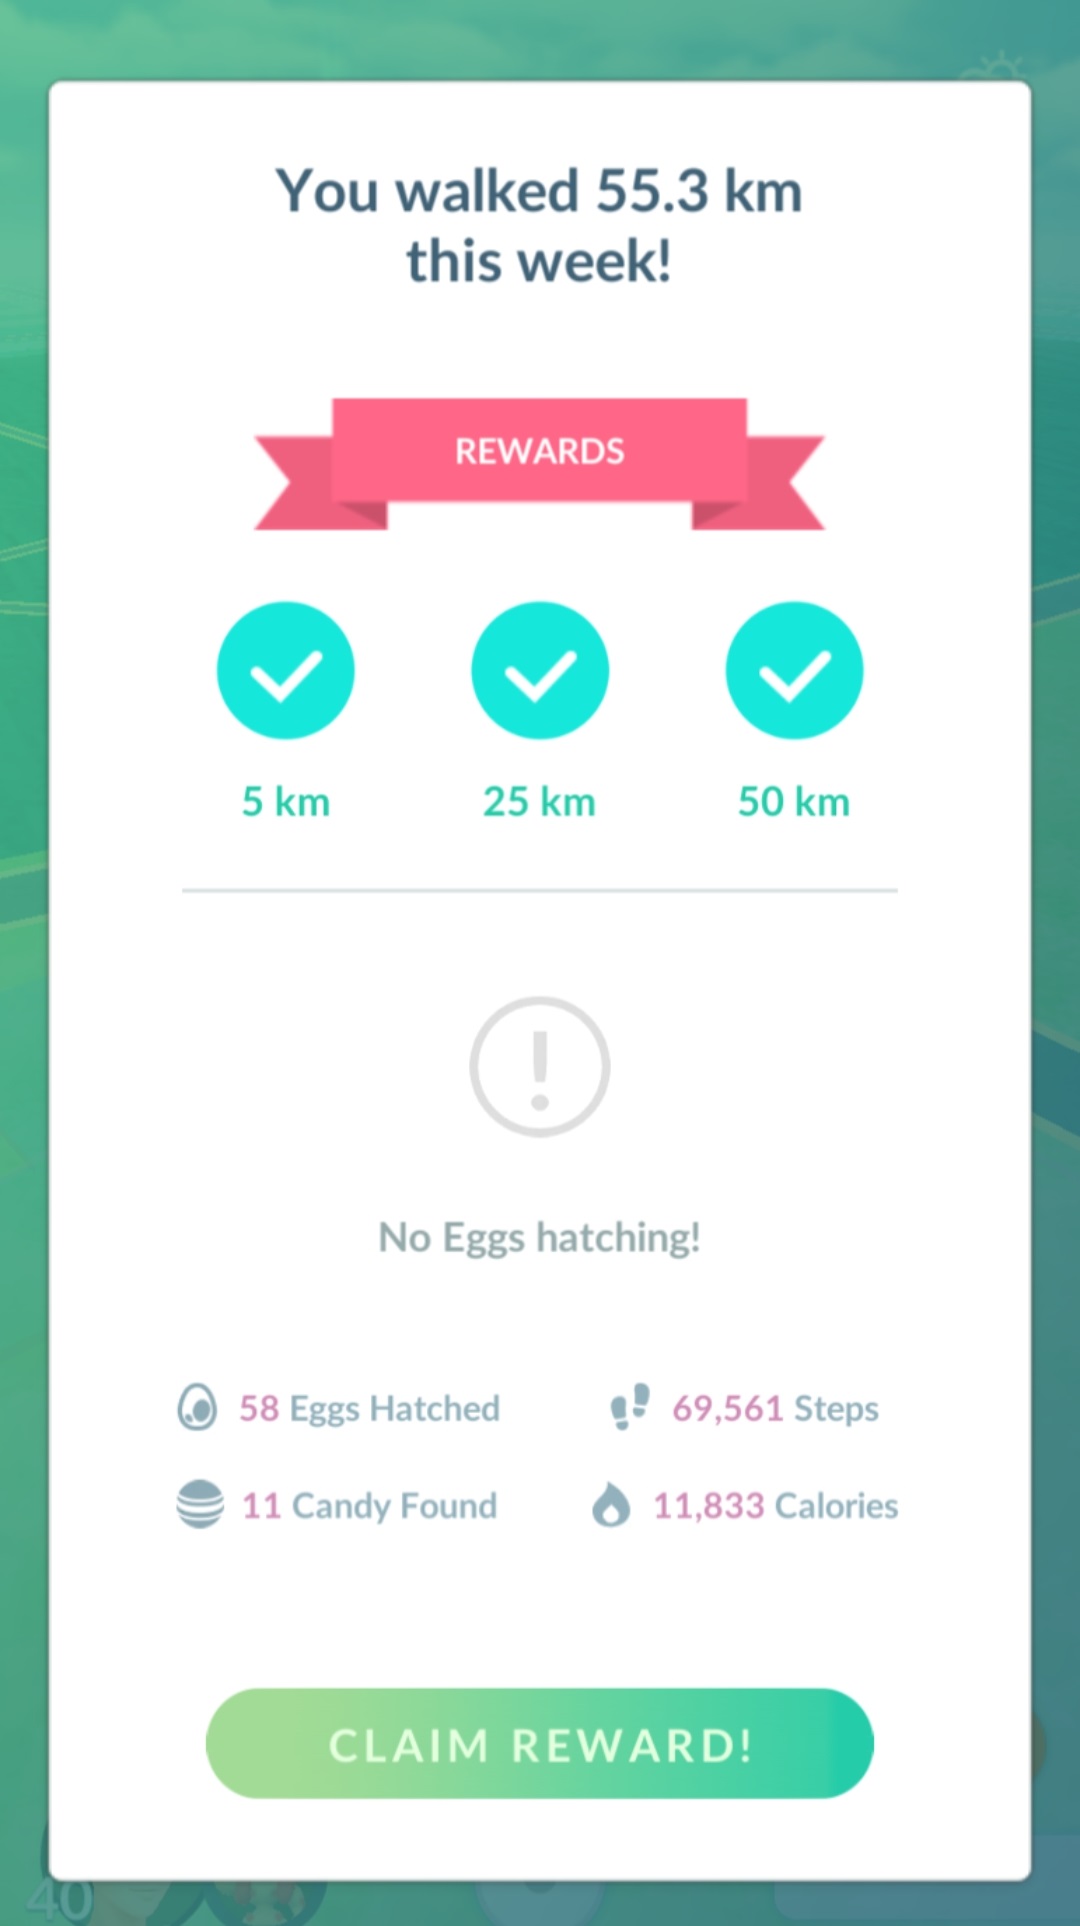 You walked 55.3 km
this week!
REWARDS
5 km 25 km 50 km
No Eggs hatching!
58 Eggs Hatched 69,561 Steps
11 Candy Found 11,833 Calories
CLAIM REWARD!
40